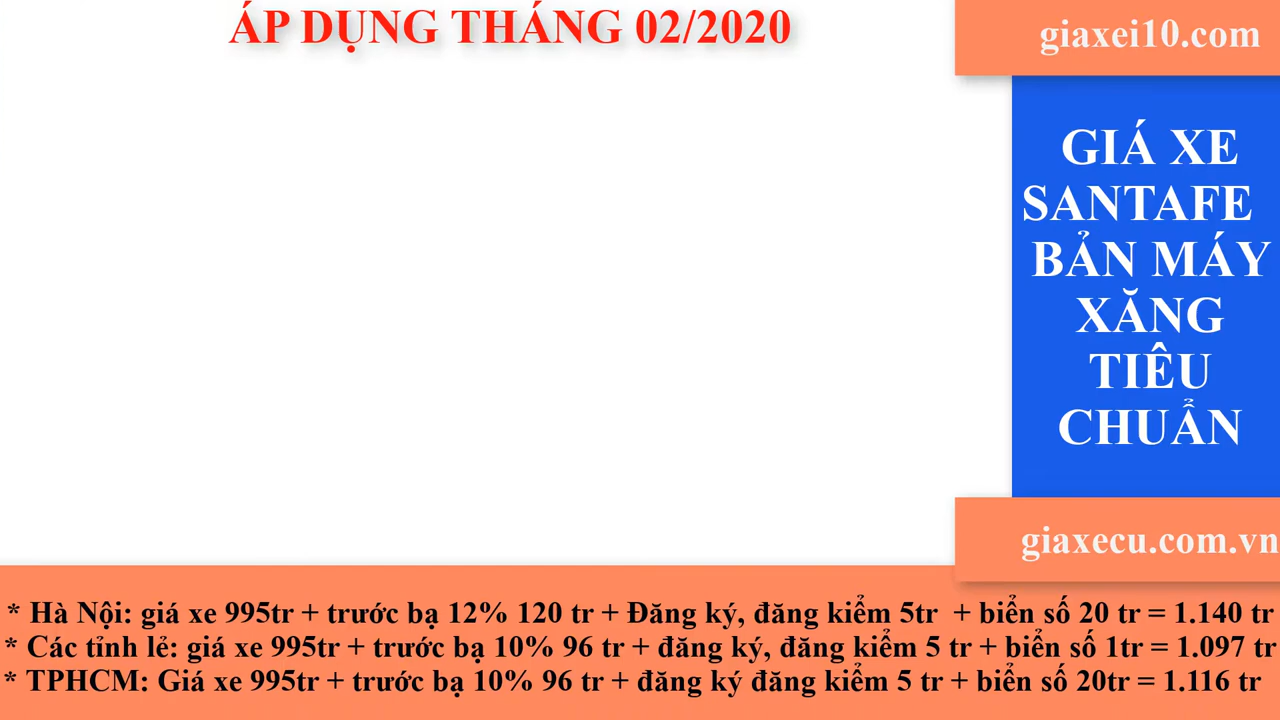 ÁP DỤNG THÁNG 02/2020
giaxei10.com
GIÁ XE
SANTAFE
BẢN MÁY
XĂNG
TIÊU
CHUẨN
giaxecu.com.vn
* Hà Nội: giá xe 995tr + trước bạ 12% 120 tr + Đăng ký, đăng kiểm 5tr + biển số 20 tr = 1.140 tr
* Các tỉnh lẻ: giá xe 995tr + trước bạ 10% 96 tr + đăng ký, đăng kiểm 5 tr + biển số 1tr = 1.097 tr
* TPHCM: Giá xe 995tr + trước bạ 10% 96 tr + đăng ký đăng kiểm 5 tr + biển số 20tr = 1.116 tr